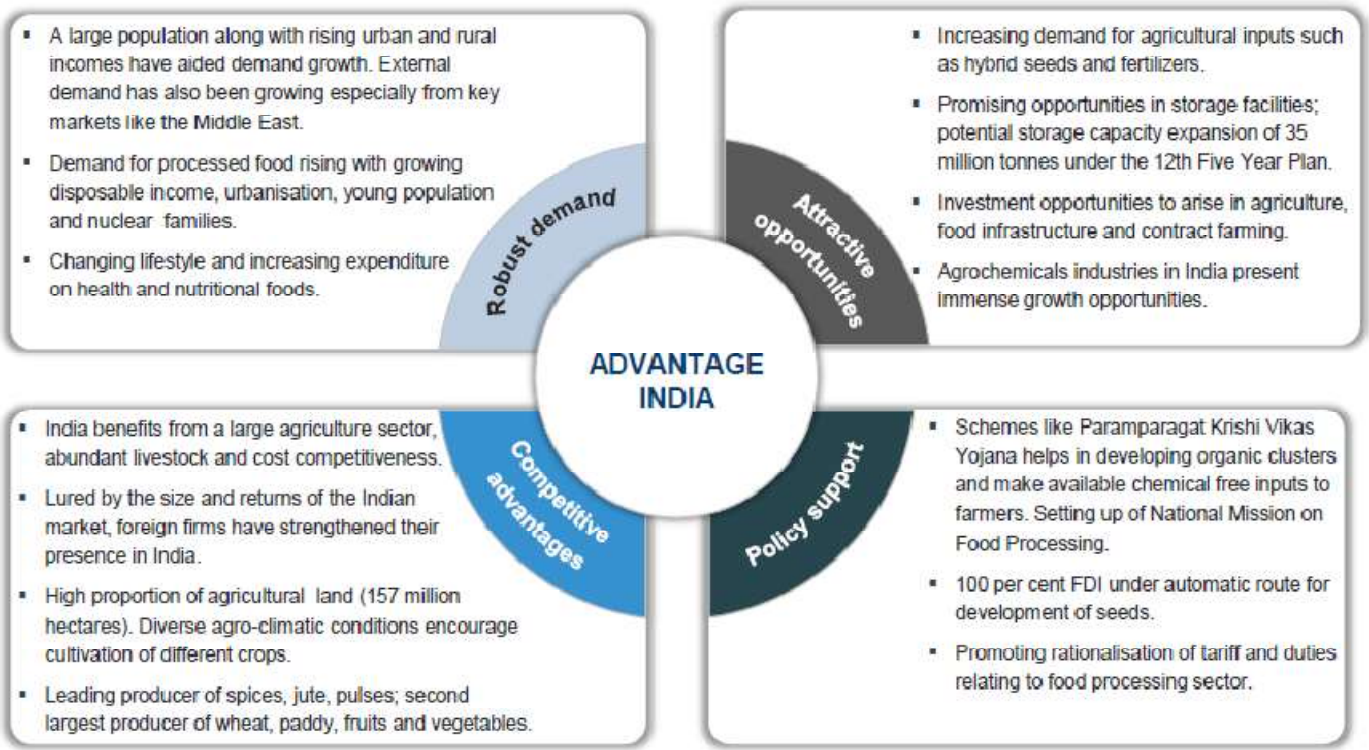 A large population along with rising urban and rural
incomes have aided demand growth. External
demand has also been growing especially from key
markets like the Middle East.
Demand for processed food rising with growing
disposable income, urbanisation, young population
and nuclear families.
Changing lifestyle and increasing expenditure
on health and nutritional foods.
Robust demand
Increasing demand for agricultural inputs such
as hybrid seeds and fertilizers.
Promising opportunities in storage facilities;
potential storage capacity expansion of 35
million tonnes under the 12th Five Year Plan.
Investment opportunities to arise in agriculture,
food infrastructure and contract farming.
Agrochemicals industries in India present
immense growth opportunities.
Attractive
opportunities
ADVANTAGE
INDIA
India benefits from a large agriculture sector,
abundant livestock and cost competitiveness.
Lured by the size and returns of the Indian
market, foreign firms have strengthened their
presence in India.
High proportion of agricultural land (157 million
hectares). Diverse agro-climatic conditions encourage
cultivation of different crops.
Leading producer of spices, jute, pulses; second
largest producer of wheat, paddy, fruits and vegetables.
Competitive
advantages
Schemes like Paramparagat Krishi Vikas
Yojana helps in developing organic clusters
and make available chemical free inputs to
farmers. Setting up of National Mission on
Food Processing.
100 per cent FDI under automatic route for
development of seeds.
Promoting rationalisation of tariff and duties
relating to food processing sector.
Policy support